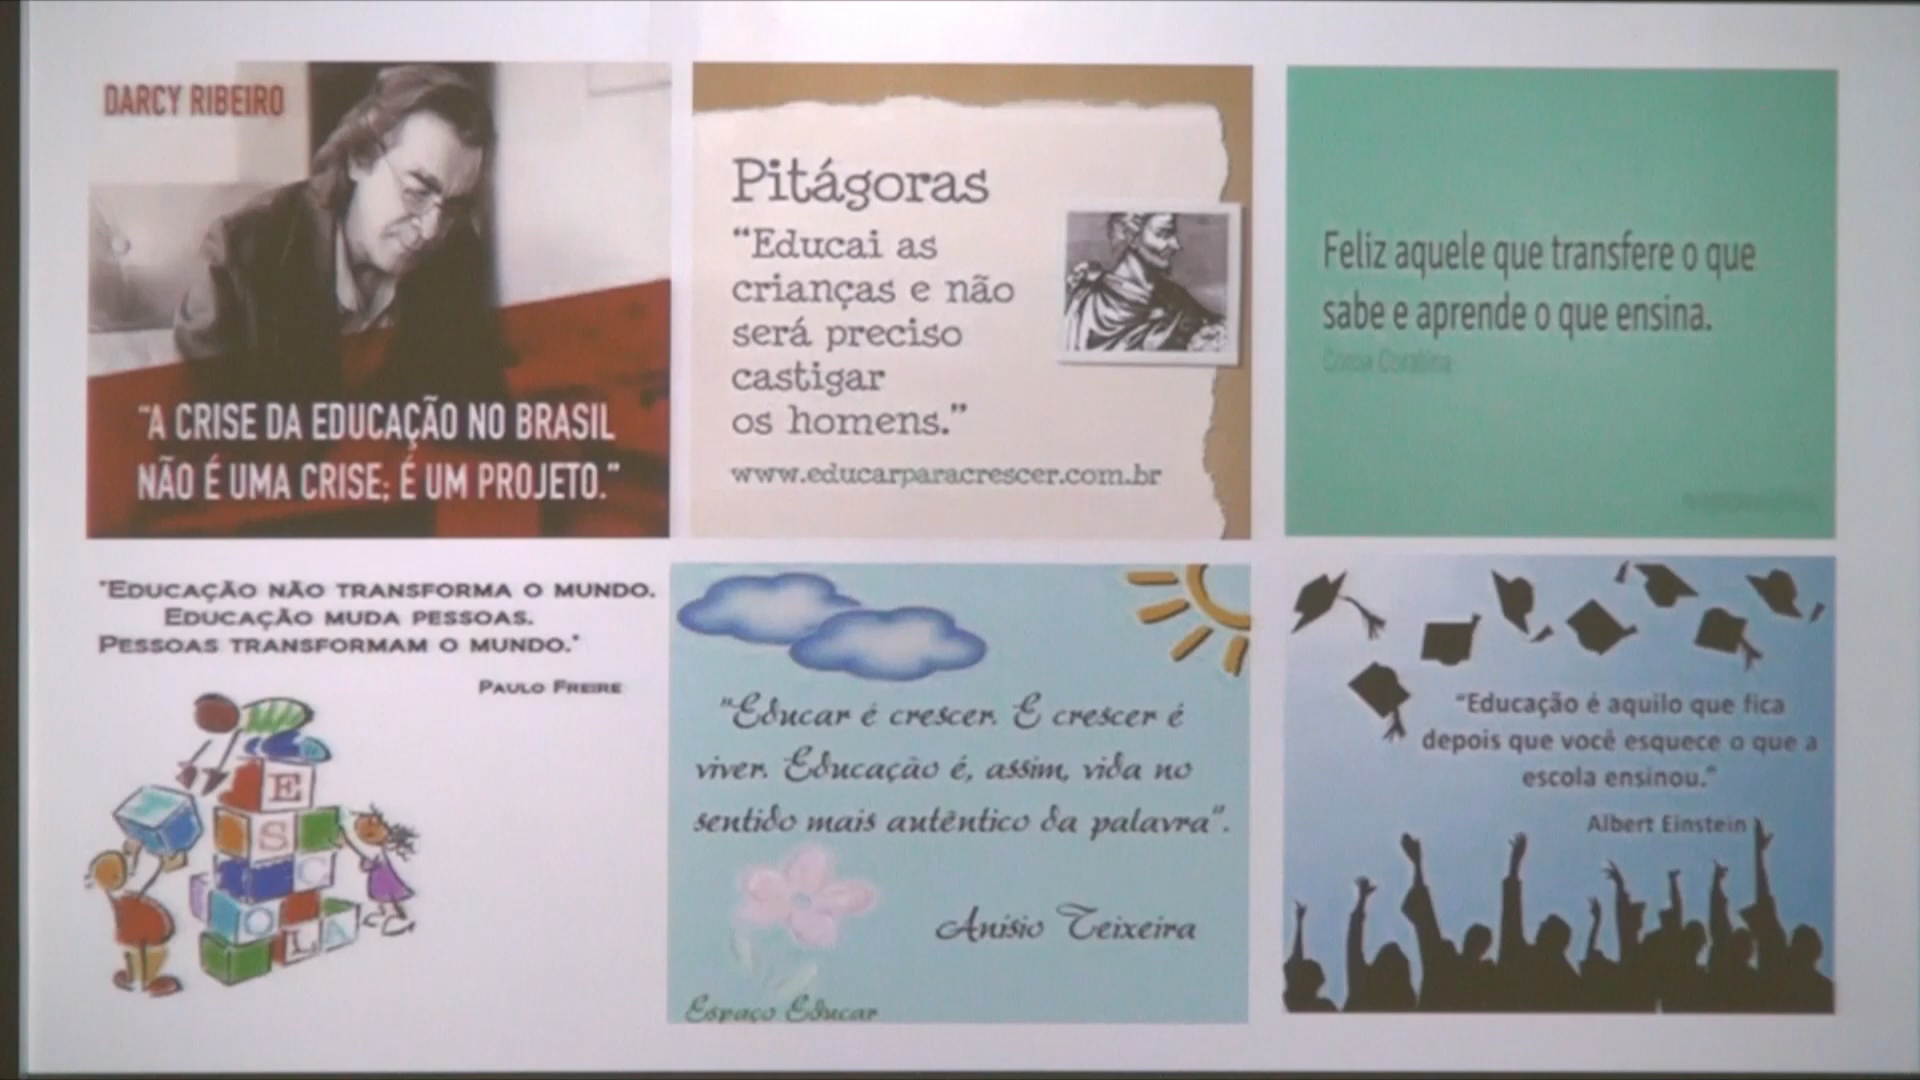 DARCY RIBEIRO
"A CRISE DA EDUCAÇÃO NO BRASIL
NÃO É UMA CRISE; É UM PROJETO."
Pitágoras
"Educai as
crianças e não
será preciso
castigar
os homens."
www.educarparacrescer.com.br
Feliz aquele que transfere o que
sabe e aprende o que ensina.
Cora Coralina
"EDUCAÇÃO NÃO TRANSFORMA O MUNDO.
EDUCAÇÃO MUDA PESSOAS.
PESSOAS TRANSFORMAM O MUNDO."
PAULO FREIRE
E
S
C
O
LA
"Educar é crescer. E crescer é
viver. Educação é, assim, vida no
sentido mais autêntico da palavra".
Anísio Teixeira
Espaço Educar
"Educação é aquilo que fica
depois que você esquece o que a
escola ensinou."
Albert Einstein